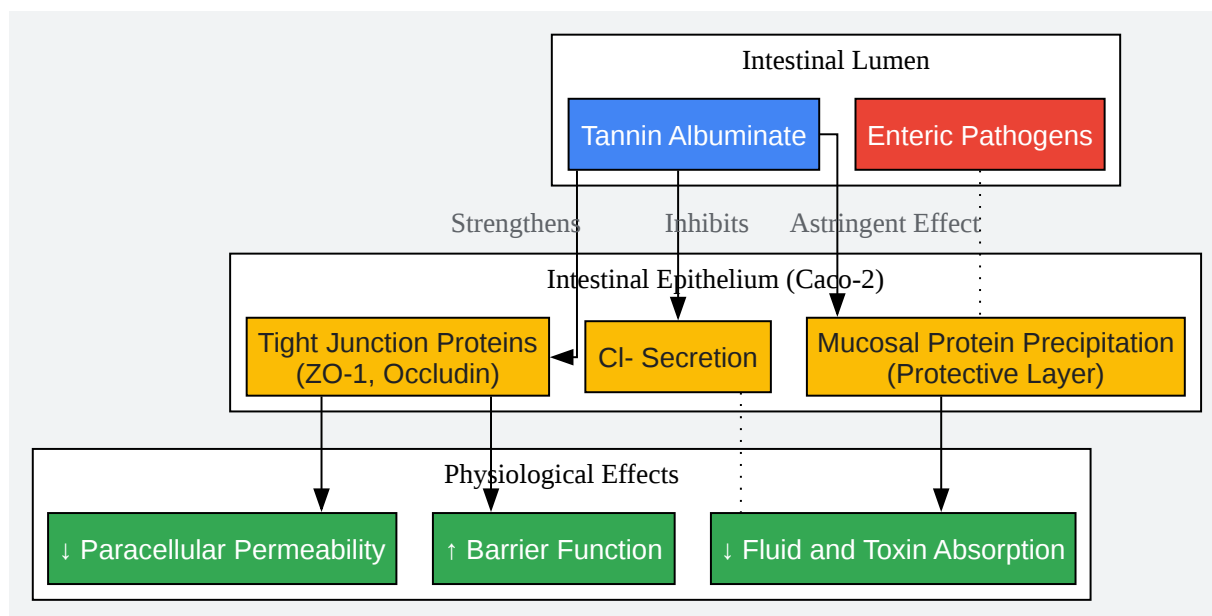 Intestinal Lumen
Tannin Albuminate
Enteric Pathogens
Strengthens
Inhibits
Astringent Effect
Intestinal Epithelium (Caco-2)
Tight Junction Proteins
(ZO-1, Occludin)
Cl- Secretion
Mucosal Protein Precipitation
(Protective Layer)
Physiological Effects
↓ Paracellular Permeability
↑ Barrier Function
↓ Fluid and Toxin Absorption